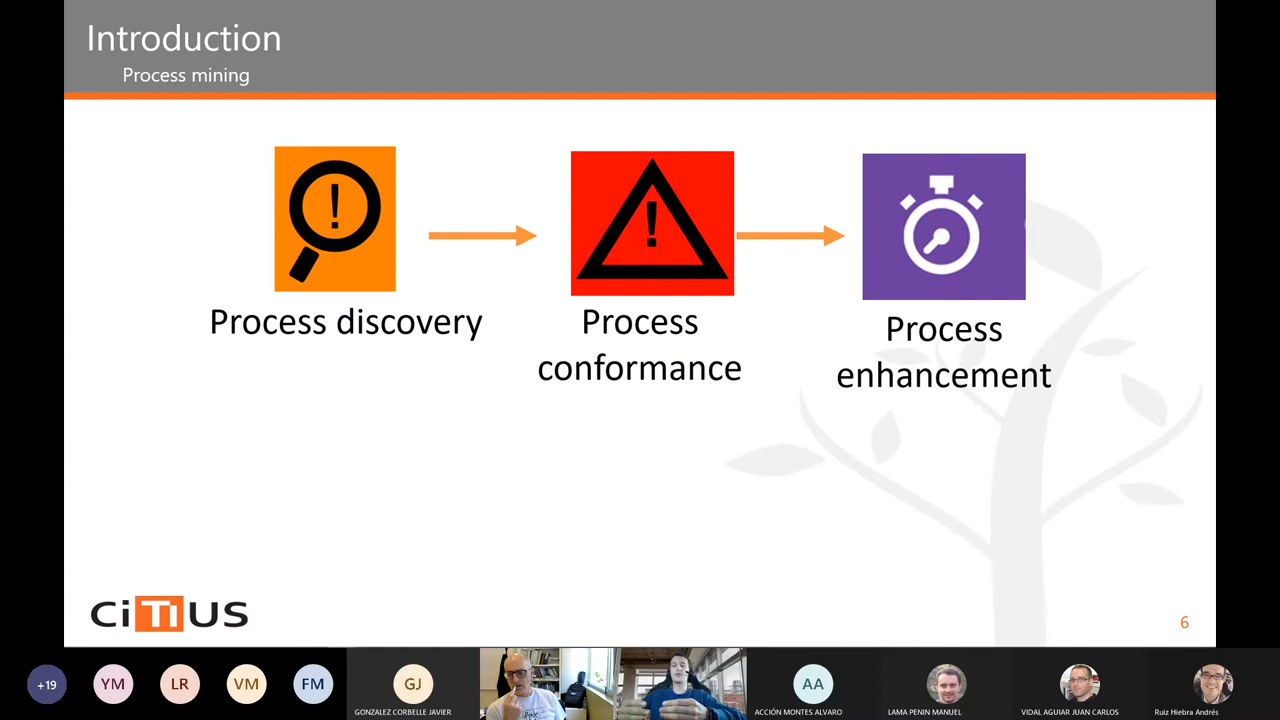 Introduction
Process mining
!
!
Process discovery
Process
conformance
Process
enhancement
CiTiUS
6
+19
YM
LR
VM
FM
GJ
GONZALEZ CORBELLE JAVIER
AA
ACCIÓN MONTES ALVARO
LAMA PENIN MANUEL
VIDAL AGUIAR JUAN CARLOS
Ruiz Hiebra Andrés